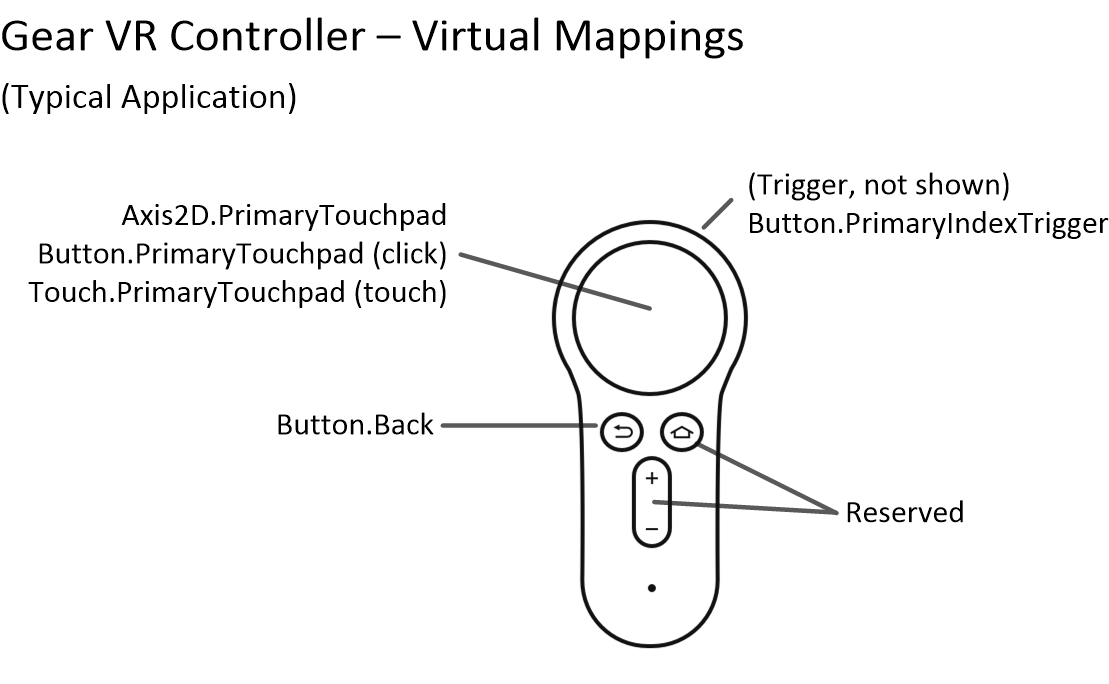 Gear VR Controller – Virtual Mappings
(Typical Application)
(Trigger, not shown)
Button.PrimaryIndexTrigger
Axis2D.PrimaryTouchpad
Button.PrimaryTouchpad (click)
Touch.PrimaryTouchpad (touch)
Button.Back
+
–
Reserved